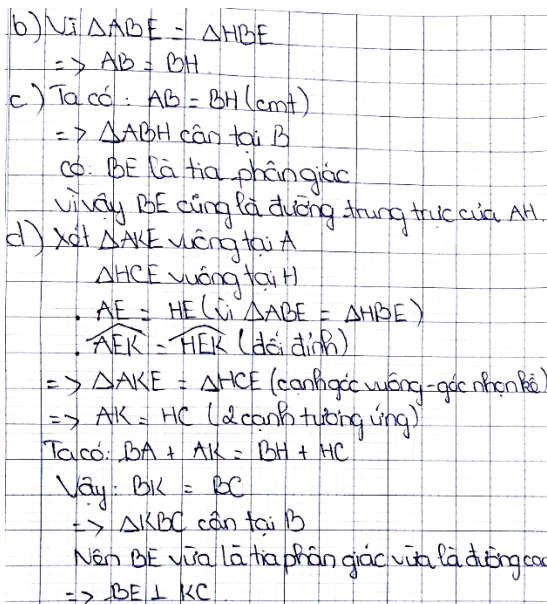 b) Vì ΔABE = ΔHBE
=> AB = BH.
c) Ta có: AB = BH (cmt)
=> ΔABH cân tại B
có: BE là tia phân giác
vì vậy BE cũng là đường trung trực của AH.
d) Xét ΔAKE vuông tại A
ΔHCE vuông tại H
. AE = HE (vì ΔABE = ΔHBE)
. AEK = HEK (đối đỉnh)
=> ΔAKE = ΔHCE (cạnh góc vuông - góc nhọn kề)
=> AK = HC (2 cạnh tương ứng)
Ta có: BA + AK = BH + HC
Vậy: BK = BC
=> ΔKBC cân tại B
Nên BE vừa là tia phân giác vừa là đường cao
=> BE ⊥ KC